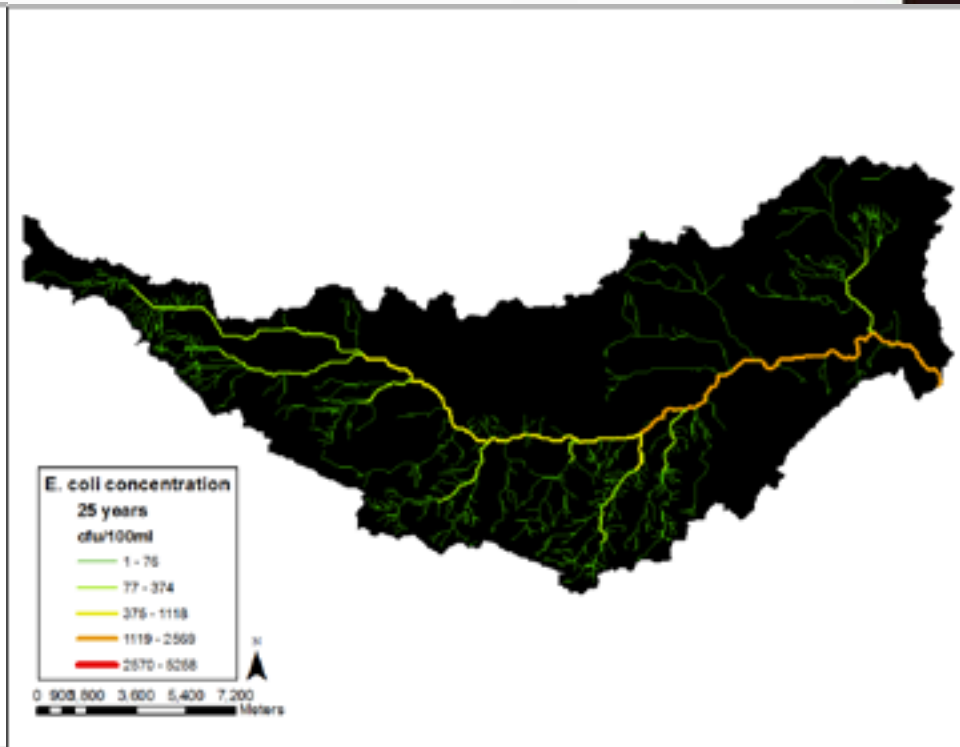 E. coli concentration
25 years
cfu/100ml
1 - 76
77 - 374
375 - 1118
1119 - 2569
2570 - 5258
N
0 900 1,800 3,600 5,400 7,200
Meters